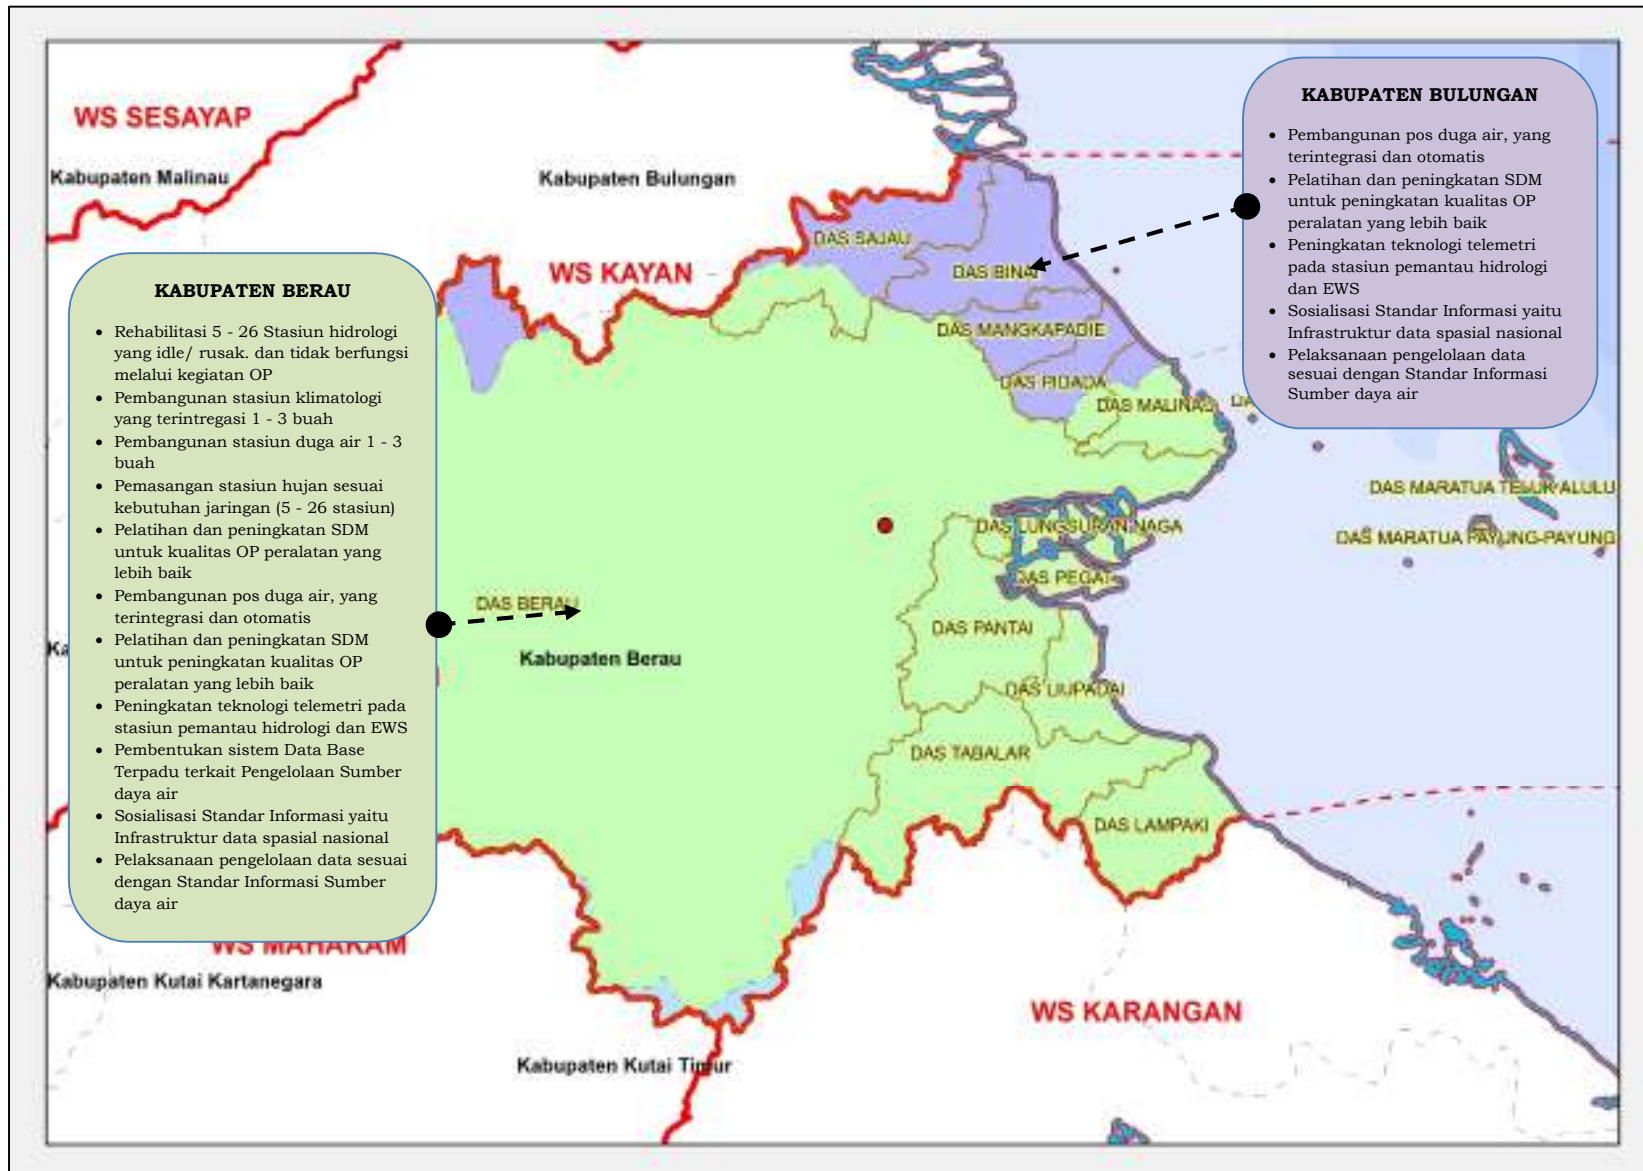 WS SESAYAP
Kabupaten Malinau
Kabupaten Bulungan
WS KAYAN
KABUPATEN BULUNGAN
• Pembangunan pos duga air, yang
terintegrasi dan otomatis
• Pelatihan dan peningkatan SDM
untuk peningkatan kualitas OP
peralatan yang lebih baik
• Peningkatan teknologi telemetri
pada stasiun pemantau hidrologi
dan EWS
• Sosialisasi Standar Informasi yaitu
Infrastruktur data spasial nasional
• Pelaksanaan pengelolaan data
sesuai dengan Standar Informasi
Sumber daya air
KABUPATEN BERAU
• Rehabilitasi 5 - 26 Stasiun hidrologi
yang idle/ rusak. dan tidak berfungsi
melalui kegiatan OP
• Pembangunan stasiun klimatologi
yang terintregasi 1 - 3 buah
• Pembangunan stasiun duga air 1 - 3
buah
• Pemasangan stasiun hujan sesuai
kebutuhan jaringan (5 - 26 stasiun)
• Pelatihan dan peningkatan SDM
untuk kualitas OP peralatan yang
lebih baik
• Pembangunan pos duga air, yang
terintegrasi dan otomatis
• Pelatihan dan peningkatan SDM
untuk peningkatan kualitas OP
peralatan yang lebih baik
• Peningkatan teknologi telemetri pada
stasiun pemantau hidrologi dan EWS
• Pembentukan sistem Data Base
Terpadu terkait Pengelolaan Sumber
daya air
• Sosialisasi Standar Informasi yaitu
Infrastruktur data spasial nasional
• Pelaksanaan pengelolaan data sesuai
dengan Standar Informasi Sumber
daya air
DAS SAJAU
DAS BINAI
DAS MANGKAPADIE
DAS PIDADA
DAS MALINAU
DAS MARATUA TELUK ALULU
DAS LUNGSURAN NAGA
DAS MARATUA PAYUNG-PAYUNG
DAS PEGAT
DAS BERAU
DAS PANTAI
Kabupaten Berau
DAS ULIPADAI
DAS TABALAR
DAS LAMPAKI
WS MAHAKAM
Kabupaten Kutai Kartanegara
WS KARANGAN
Kabupaten Kutai Timur